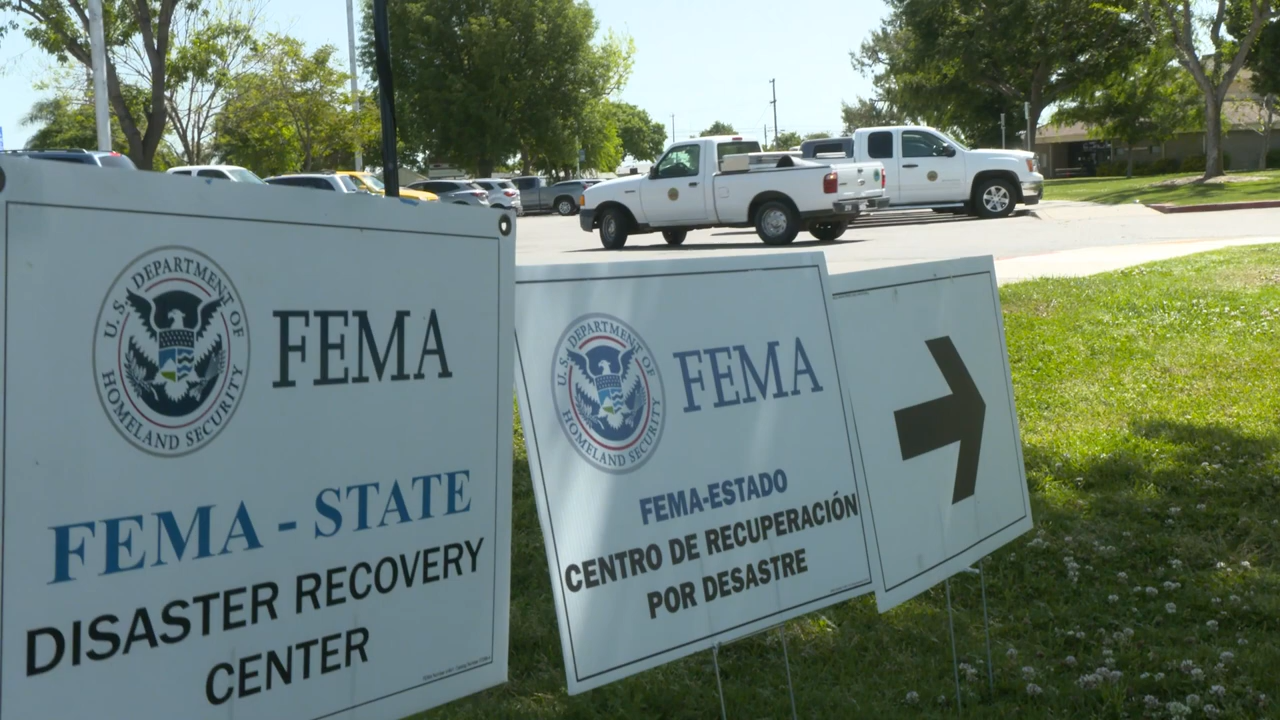 U.S. DEPARTMENT OF
HOMELAND SECURITY
FEMA
FEMA - STATE
DISASTER RECOVERY
CENTER
U.S. DEPARTMENT OF
HOMELAND SECURITY
FEMA
FEMA-ESTADO
CENTRO DE RECUPERACIÓN
POR DESASTRE